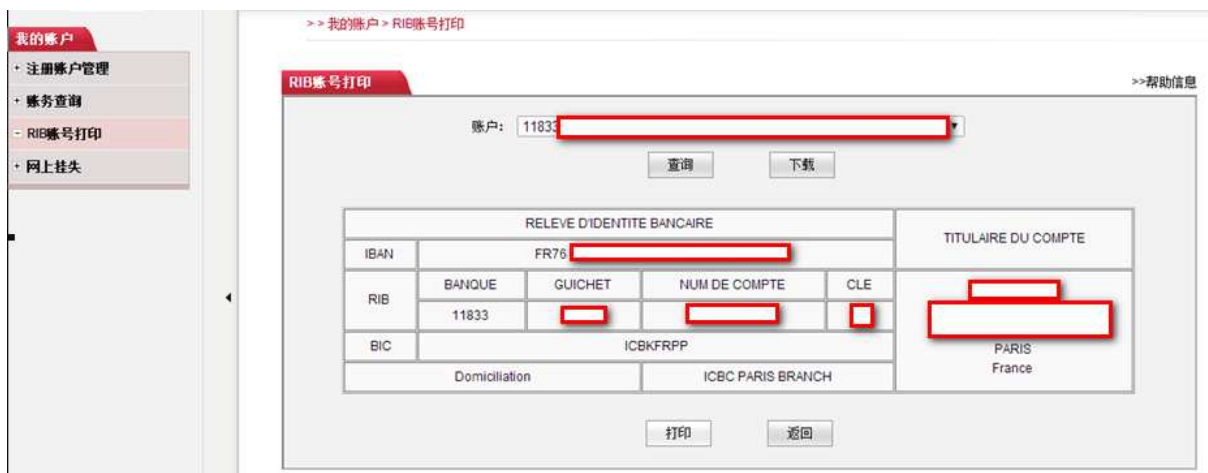 >>我的账户>RIB账号打印
我的账户
+ 注册账户管理
+ 账务查询
- RIB账号打印
+ 网上挂失
RIB账号打印
>>帮助信息
账户： 11833
查询 下载
RELEVE D'IDENTITE BANCAIRE
TITULAIRE DU COMPTE
IBAN FR76
RIB
BANQUE GUICHET NUM DE COMPTE CLE
11833
BIC ICBKFRPP
PARIS
France
Domiciliation ICBC PARIS BRANCH
打印 返回